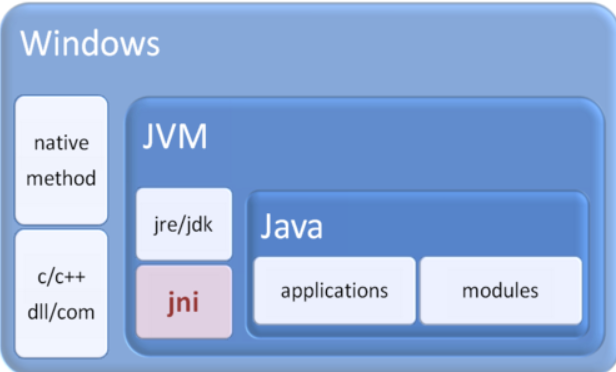 Windows
native
method
c/c++
dll/com
JVM
jre/jdk
jni
Java
applications
modules